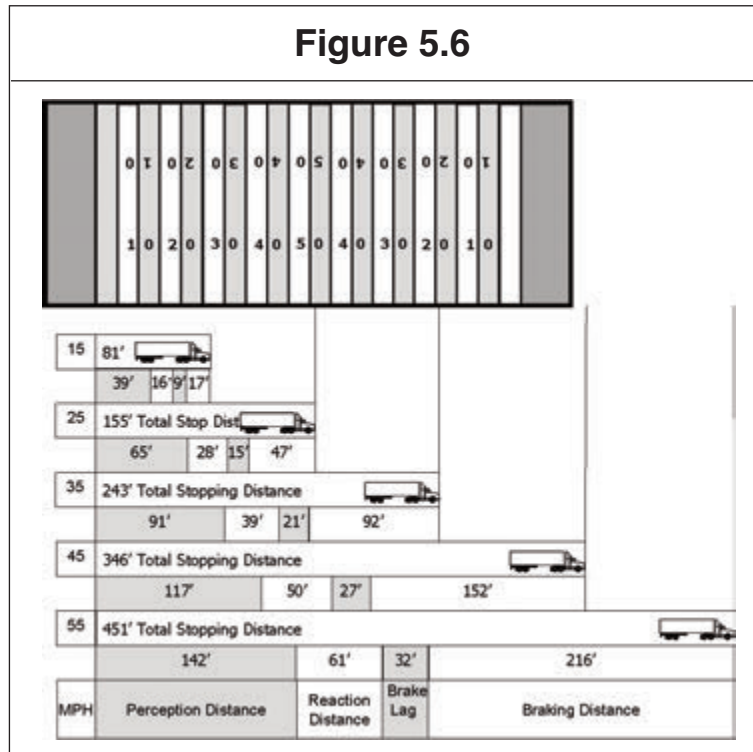 Figure 5.6
0 1 0 2 0 3 0 4 0 5 0 4 0 3 0 2 0 1
1 0 2 0 3 0 4 0 5 0 4 0 3 0 2 0 1 0
15 81'
39' 16' 9' 17'
25 155' Total Stop Dist
65' 28' 15' 47'
35 243' Total Stopping Distance
91' 39' 21' 92'
45 346' Total Stopping Distance
117' 50' 27' 152'
55 451' Total Stopping Distance
142' 61' 32' 216'
MPH Perception Distance Reaction Distance Brake Lag Braking Distance